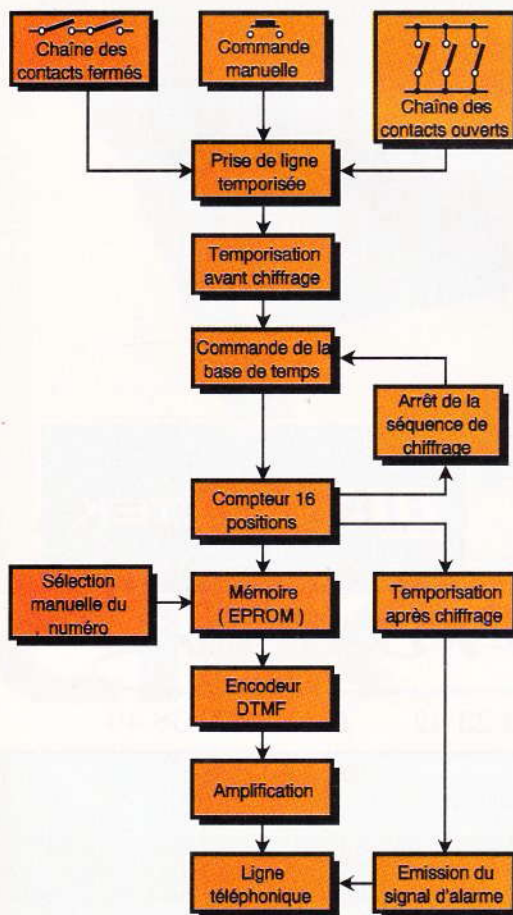 Chaîne des
contacts fermés
Commande
manuelle
Chaîne des
contacts ouverts
Prise de ligne
temporisée
Temporisation
avant chiffrage
Commande de la
base de temps
Arrêt de la
séquence de
chiffrage
Compteur 16
positions
Sélection
manuelle du
numéro
Mémoire
( EPROM )
Temporisation
après chiffrage
Encodeur
DTMF
Amplification
Ligne
téléphonique
Emission du
signal d'alarme